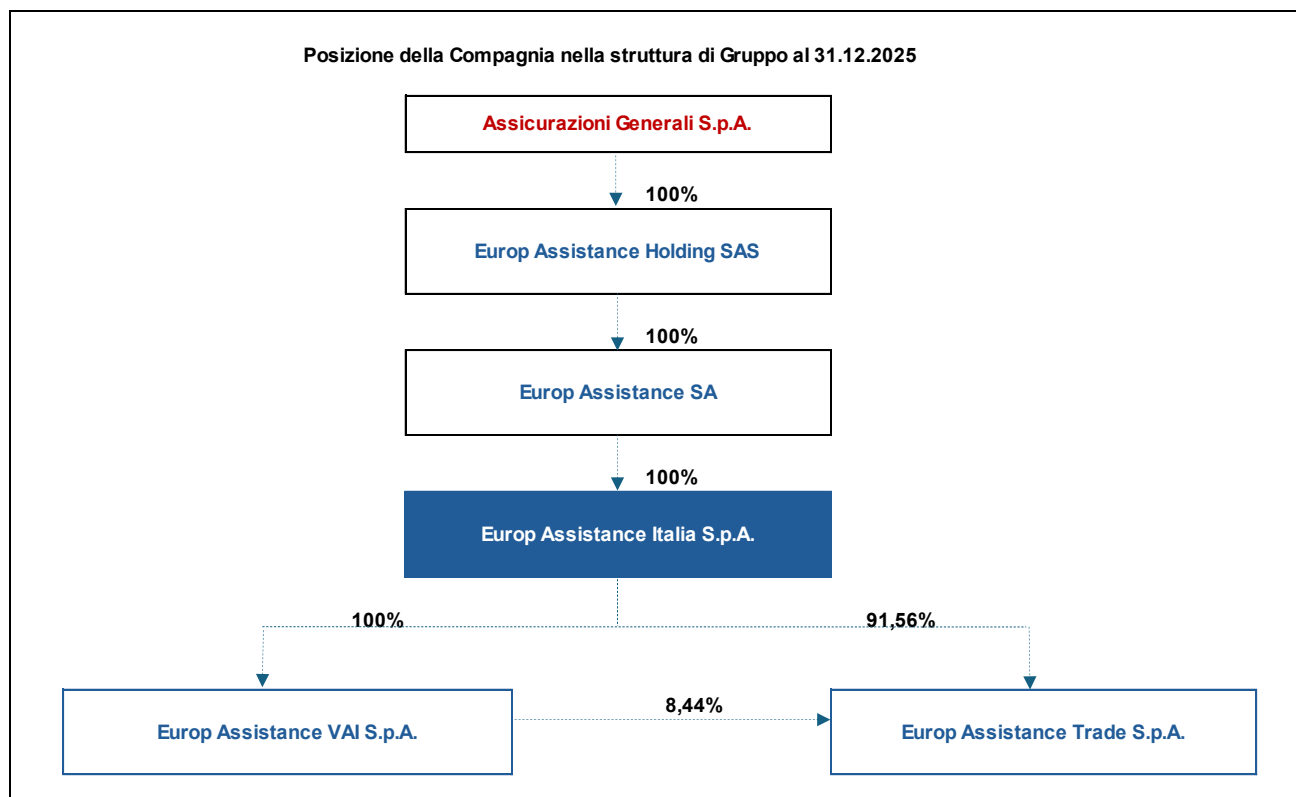 Posizione della Compagnia nella struttura di Gruppo al 31.12.2025
Assicurazioni Generali S.p.A.
100%
Europ Assistance Holding SAS
100%
Europ Assistance SA
100%
Europ Assistance Italia S.p.A.
100%
91,56%
Europ Assistance VAI S.p.A.
8,44%
Europ Assistance Trade S.p.A.